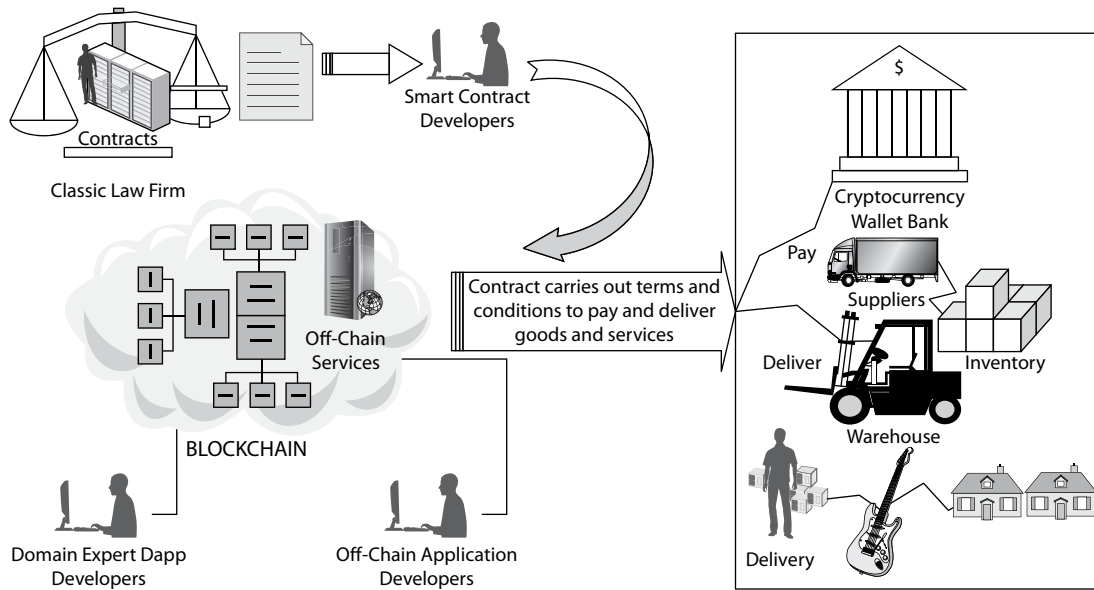 Contracts
Classic Law Firm
Smart Contract
Developers
$
Cryptocurrency
Wallet Bank
Pay
Suppliers
Inventory
Deliver
Warehouse
Delivery
Contract carries out terms and
conditions to pay and deliver
goods and services
Off-Chain
Services
BLOCKCHAIN
Domain Expert Dapp
Developers
Off-Chain Application
Developers